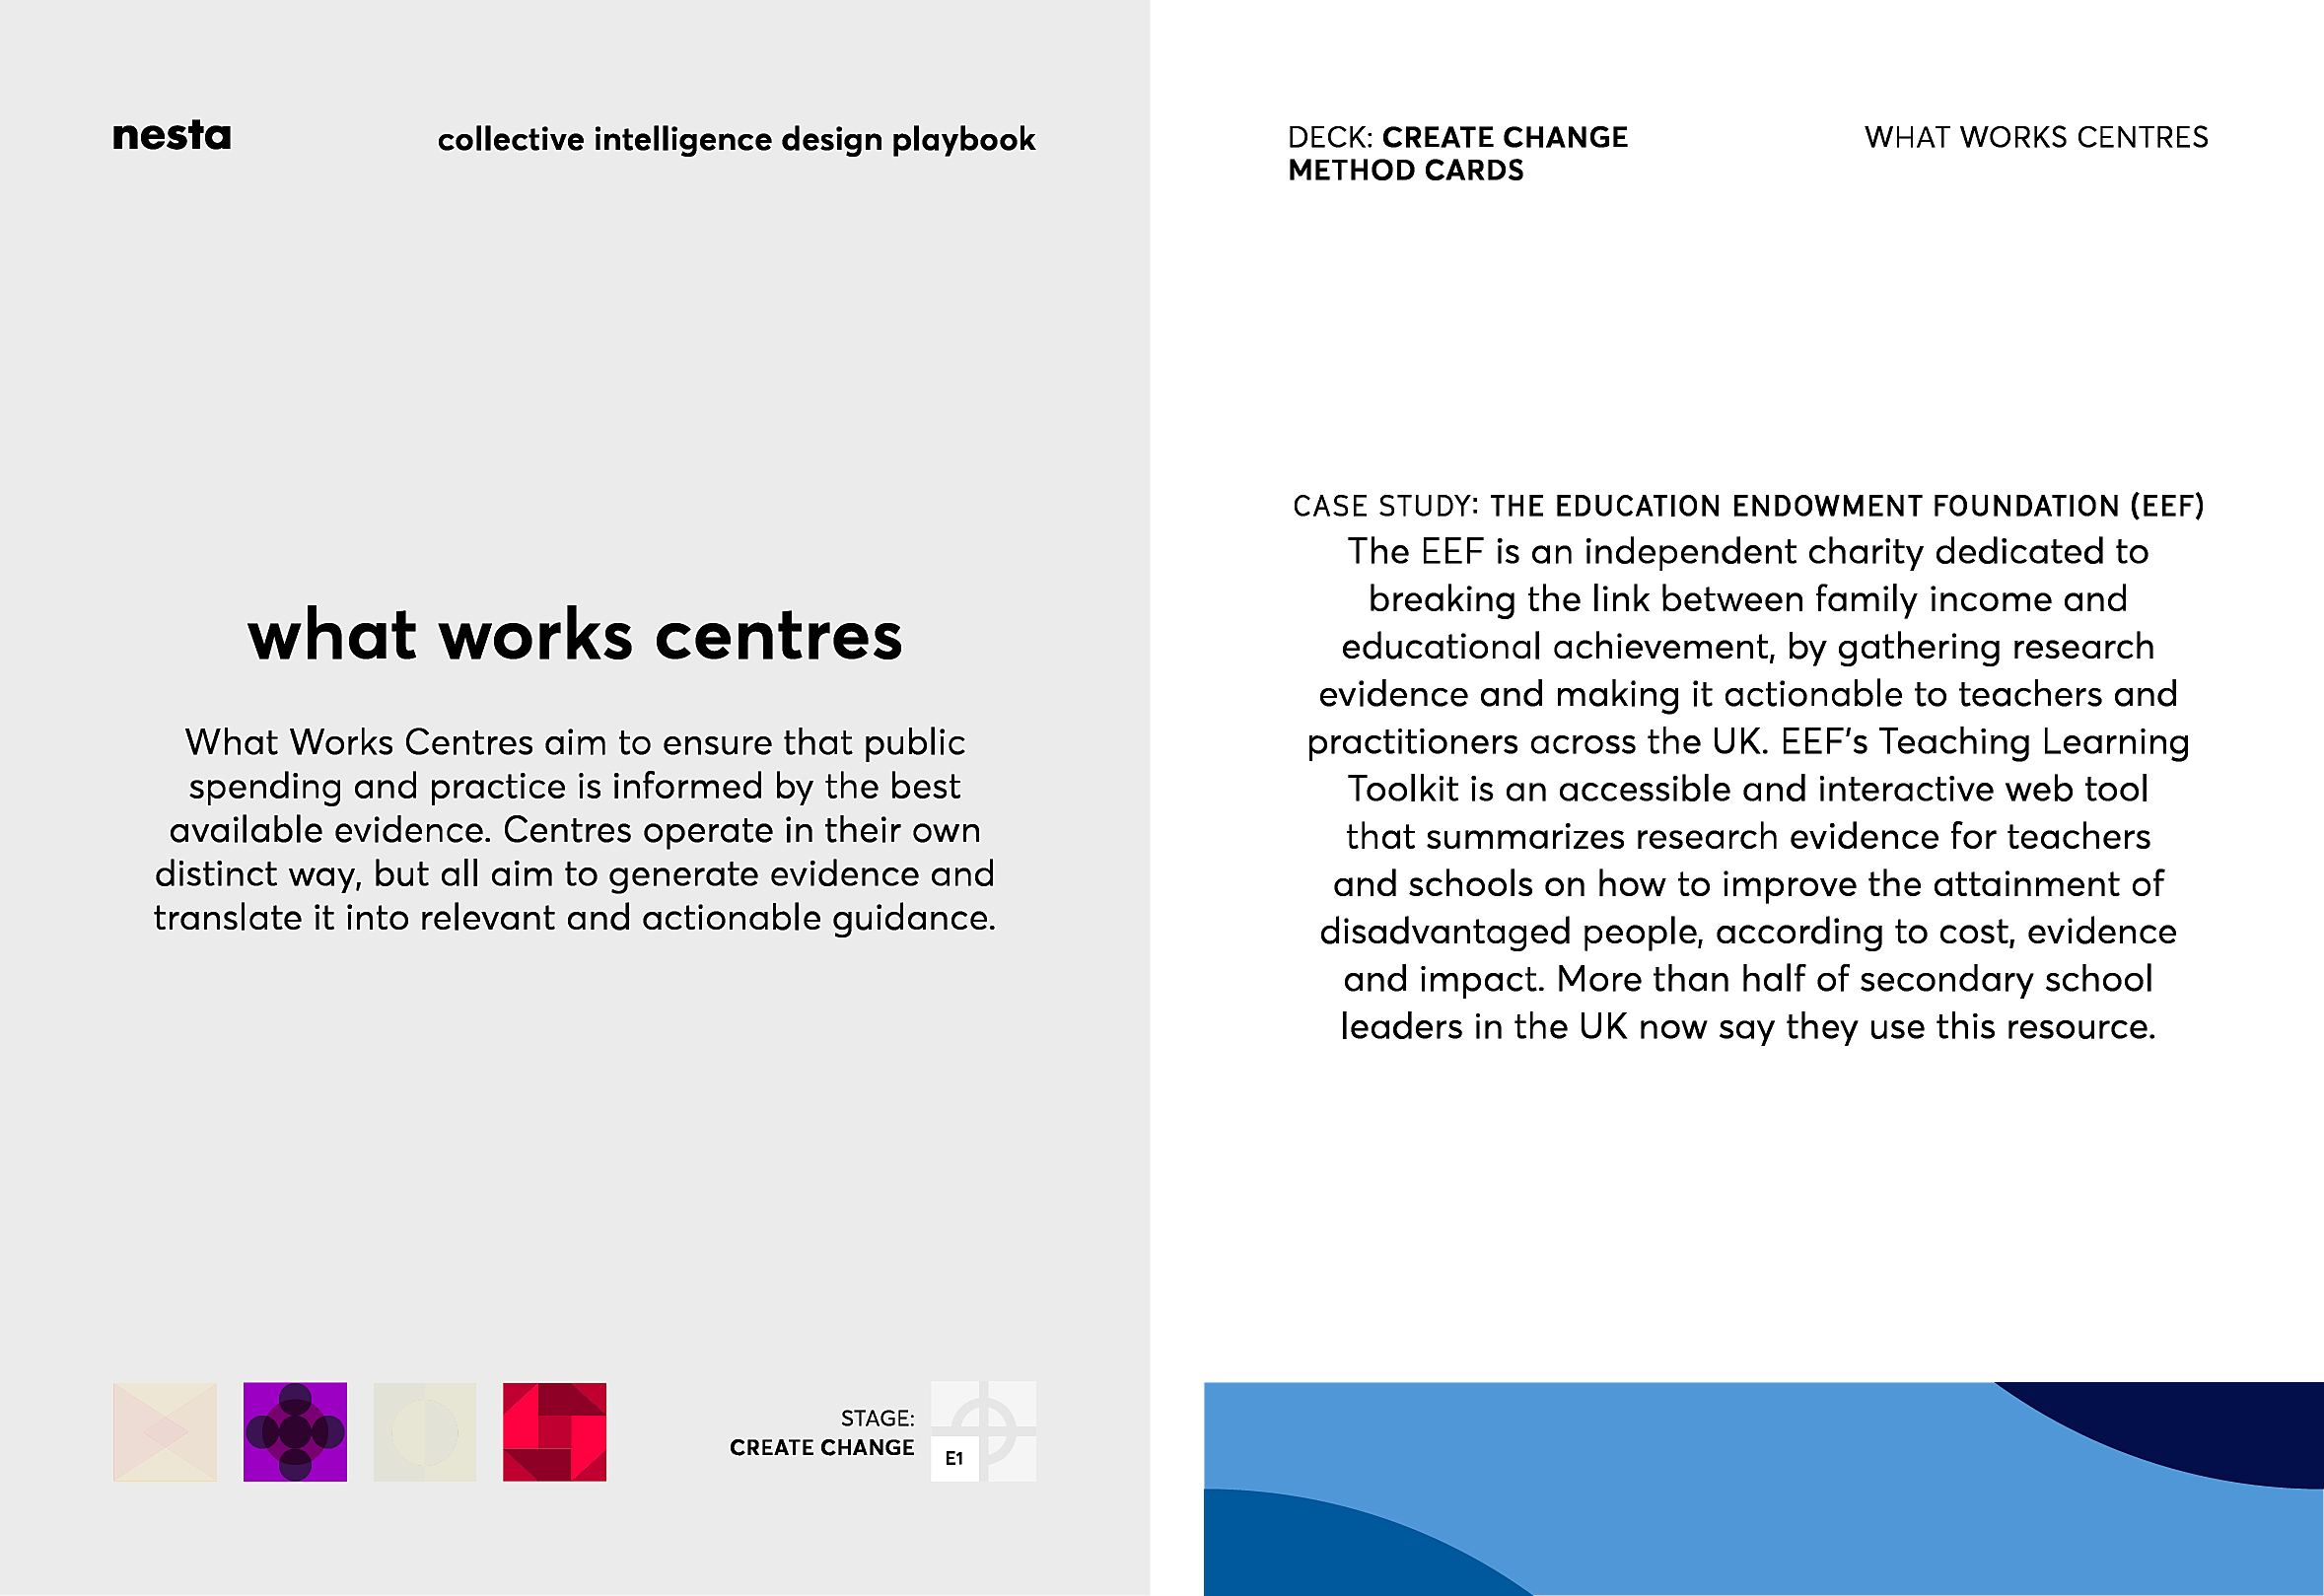 nesta
collective intelligence design playbook
what works centres
What Works Centres aim to ensure that public
spending and practice is informed by the best
available evidence. Centres operate in their own
distinct way, but all aim to generate evidence and
translate it into relevant and actionable guidance.
STAGE:
CREATE CHANGE
E1
DECK: CREATE CHANGE
METHOD CARDS
WHAT WORKS CENTRES
CASE STUDY: THE EDUCATION ENDOWMENT FOUNDATION (EEF)
The EEF is an independent charity dedicated to
breaking the link between family income and
educational achievement, by gathering research
evidence and making it actionable to teachers and
practitioners across the UK. EEF's Teaching Learning
Toolkit is an accessible and interactive web tool
that summarizes research evidence for teachers
and schools on how to improve the attainment of
disadvantaged people, according to cost, evidence
and impact. More than half of secondary school
leaders in the UK now say they use this resource.